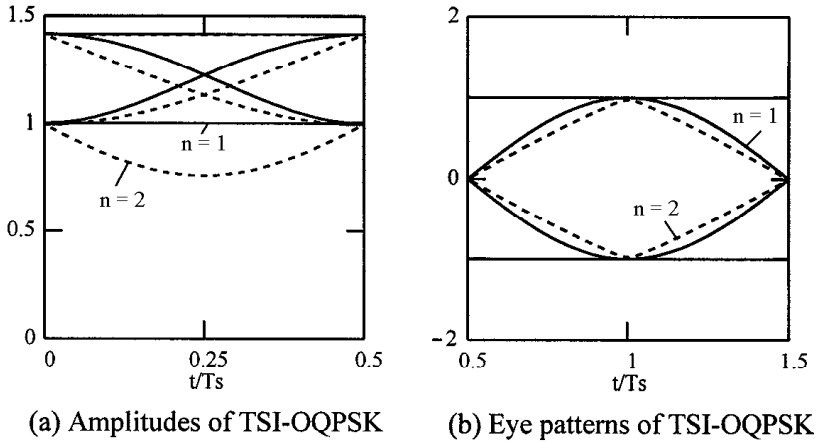 1.5
1
0.5
0
n = 1
n = 2
0
0.25
0.5
t/Ts
(a) Amplitudes of TSI-OQPSK
2
0
−2
n = 1
n = 2
0.5
1
1.5
t/Ts
(b) Eye patterns of TSI-OQPSK